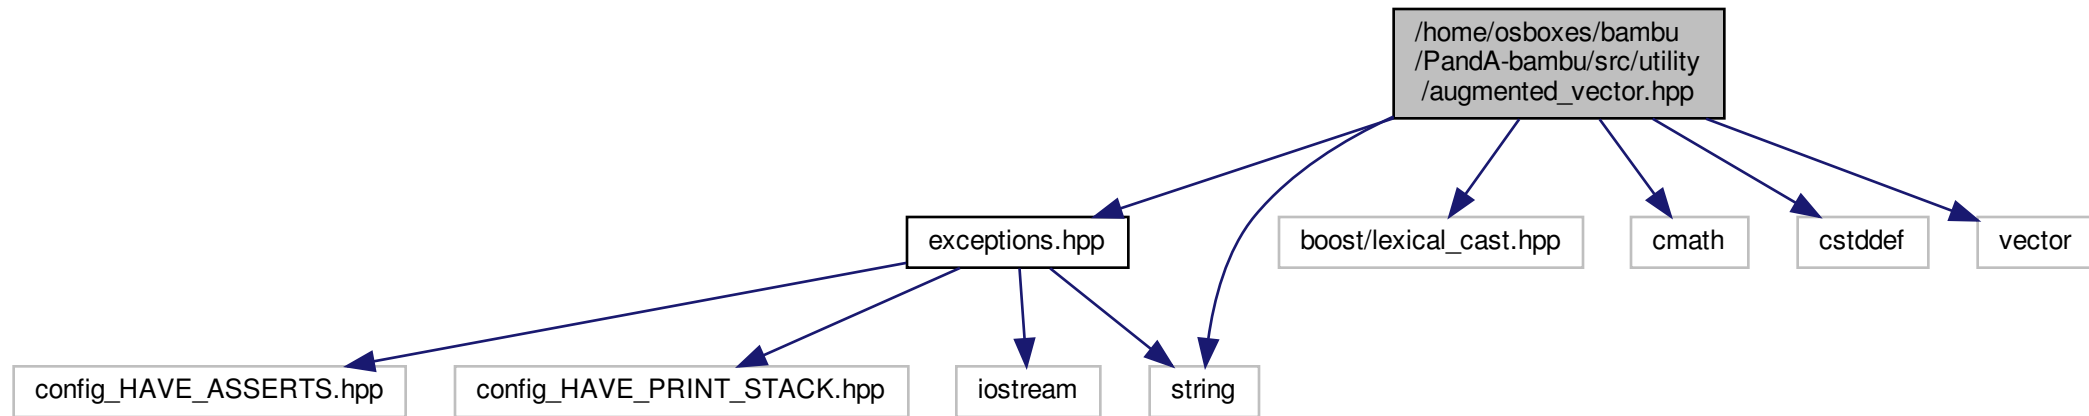 /home/osboxes/bambu
/PandA-bambu/src/utility
/augmented_vector.hpp
exceptions.hpp
boost/lexical_cast.hpp
cmath
cstddef
vector
config_HAVE_ASSERTS.hpp
config_HAVE_PRINT_STACK.hpp
iostream
string